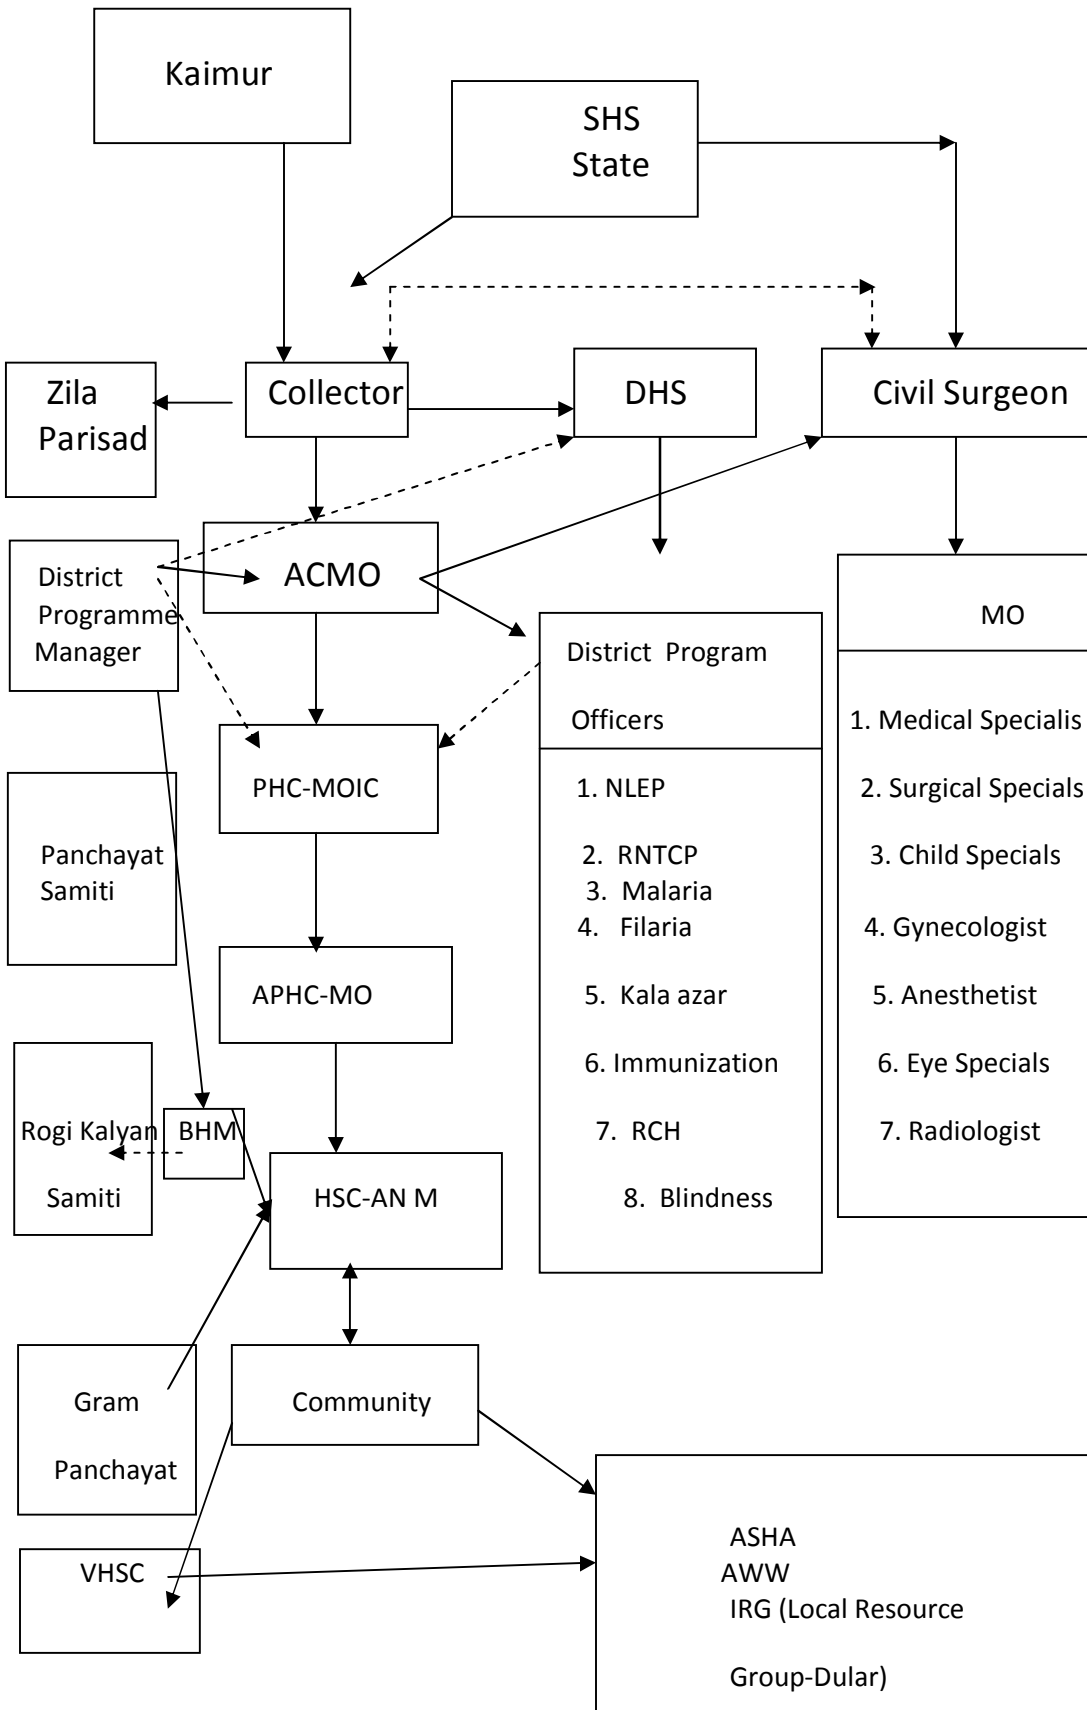 Kaimur
SHS
State
Zila
Parisad
Collector
DHS
Civil Surgeon
District
Programme
Manager
ACMO
District  Program
Officers
MO
PHC-MOIC
1. NLEP
2.  RNTCP
3.  Malaria
4.  Filaria
5.  Kala azar
6. Immunization
7.  RCH
8.  Blindness
1. Medical Specialis
2. Surgical Specials
3. Child Specials
4. Gynecologist
5. Anesthetist
6. Eye Specials
7. Radiologist
Panchayat
Samiti
APHC-MO
Rogi Kalyan
Samiti
BHM
HSC-AN M
Gram
Panchayat
Community
VHSC
ASHA
AWW
IRG (Local Resource
Group-Dular)